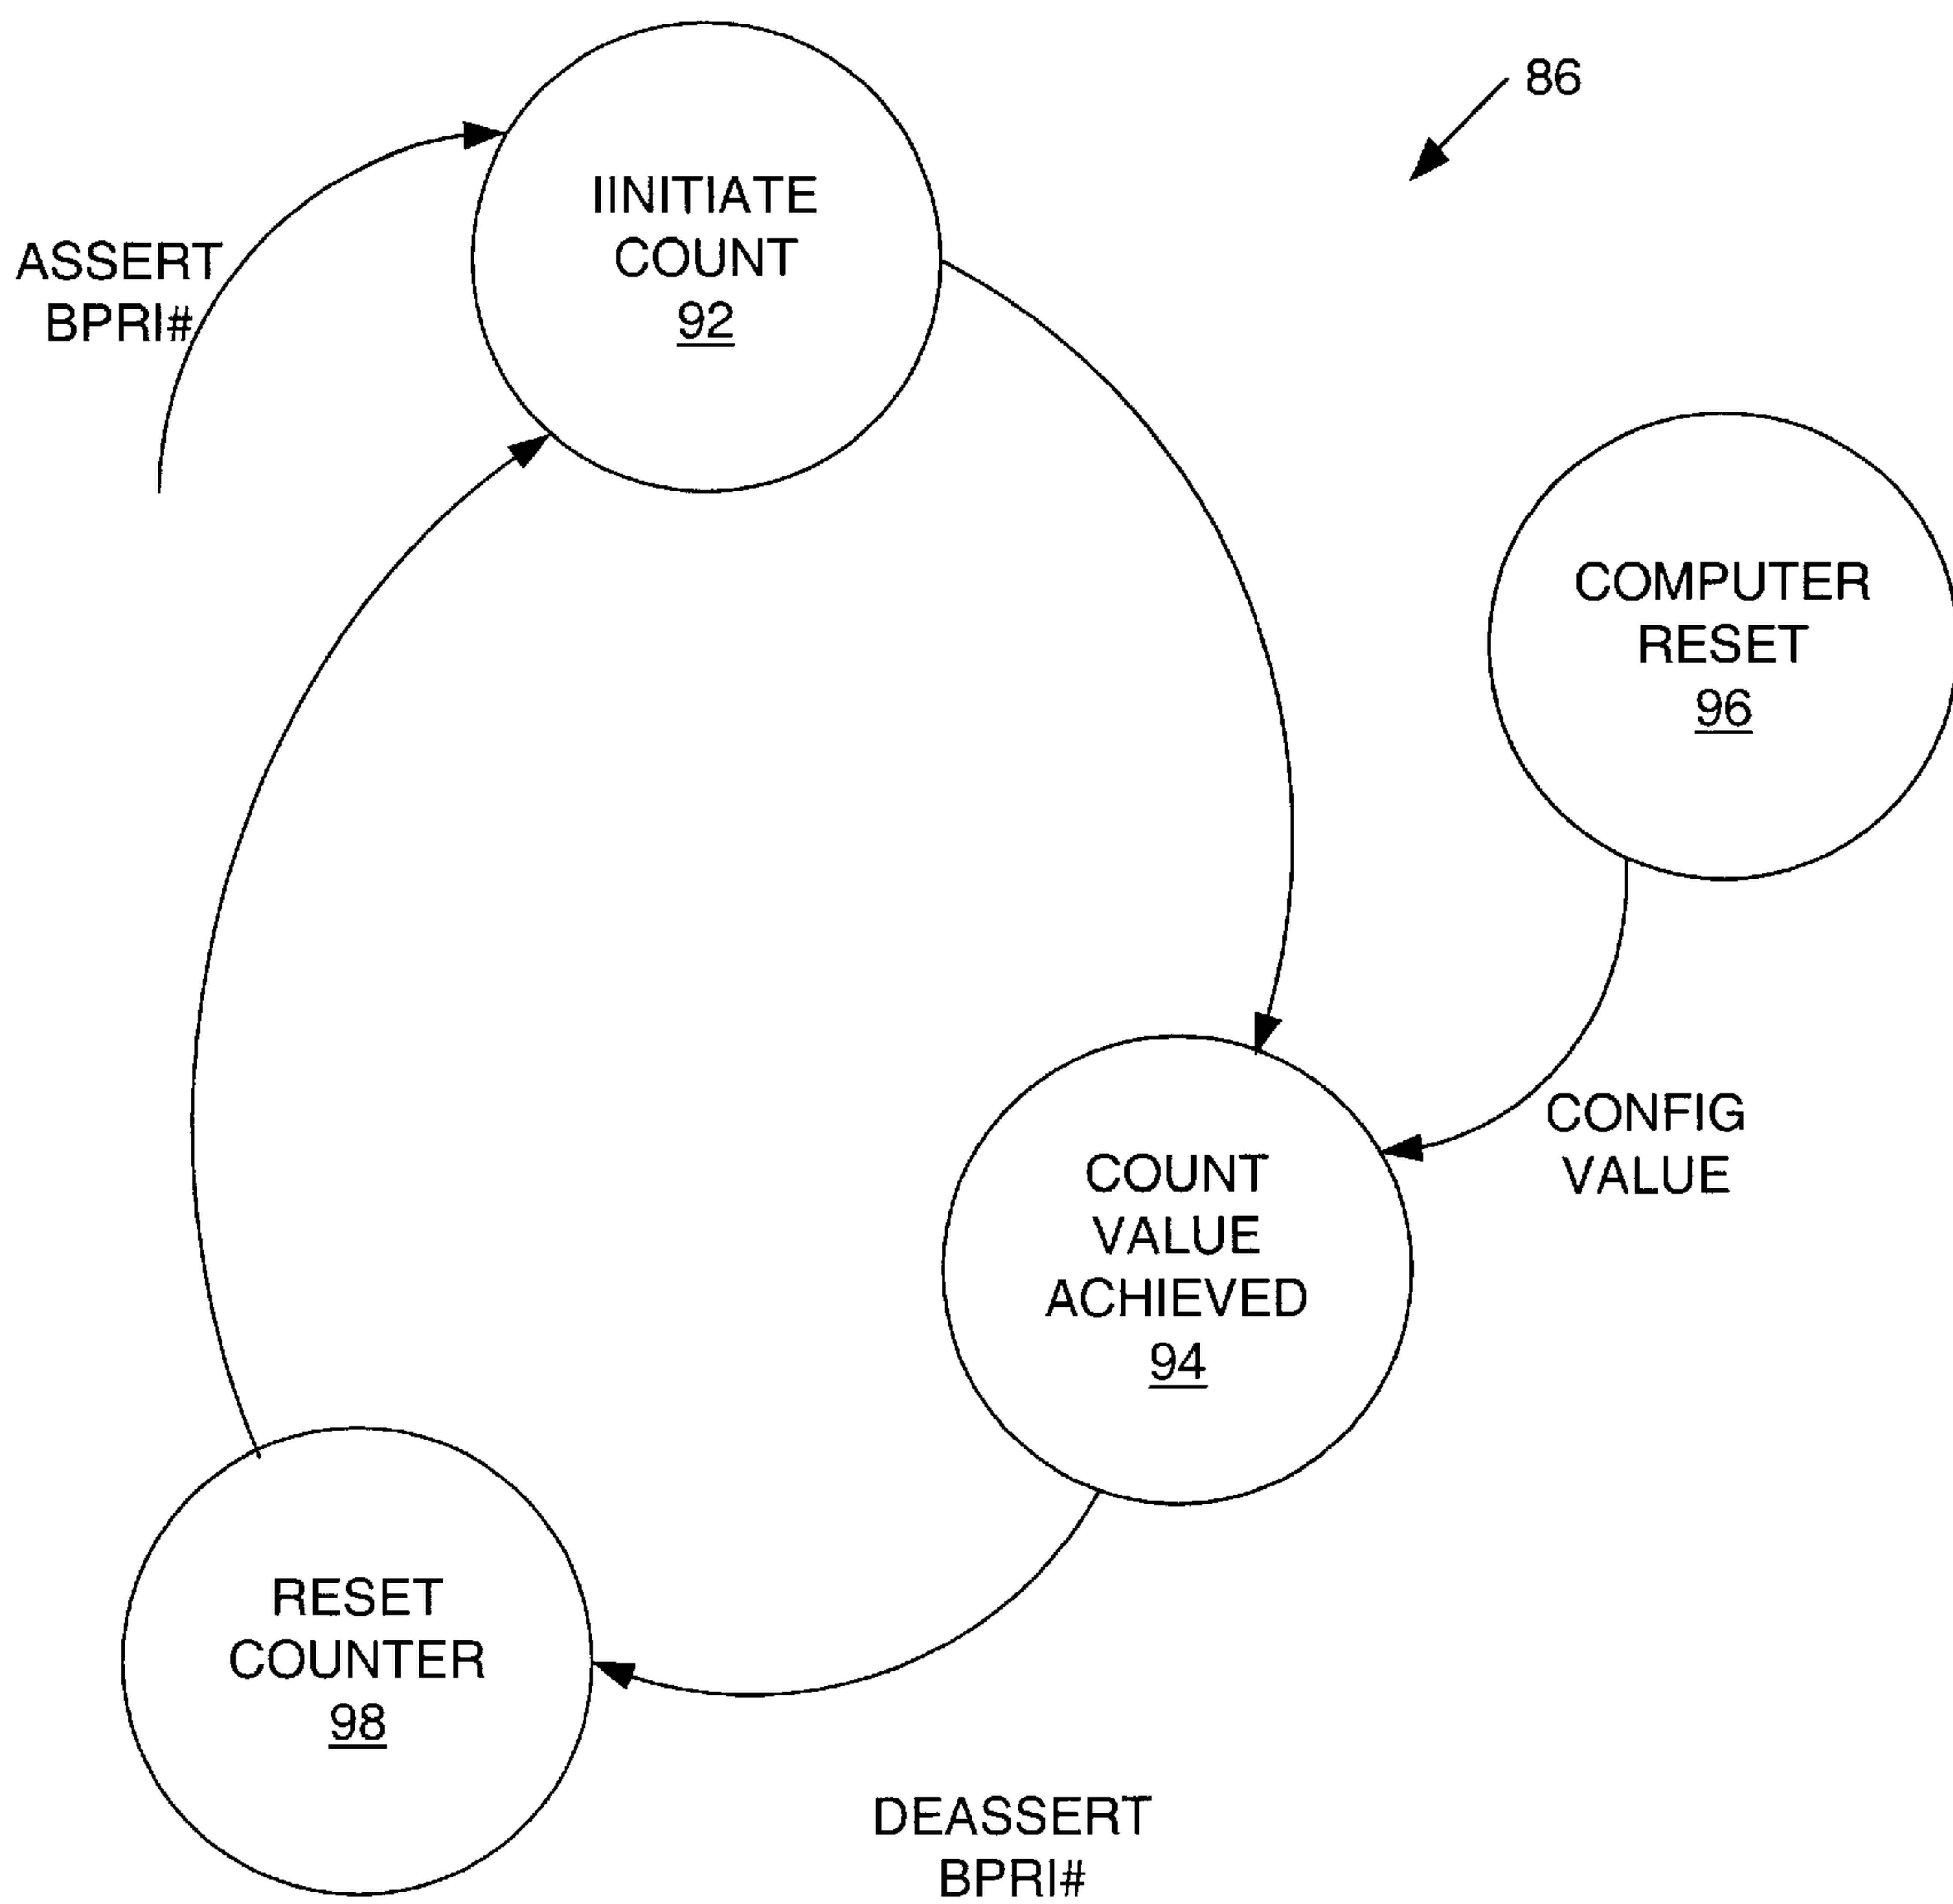 86
IINITIATE
COUNT
92
ASSERT
BPRI#
COMPUTER
RESET
96
CONFIG
VALUE
COUNT
VALUE
ACHIEVED
94
RESET
COUNTER
98
DEASSERT
BPRI#